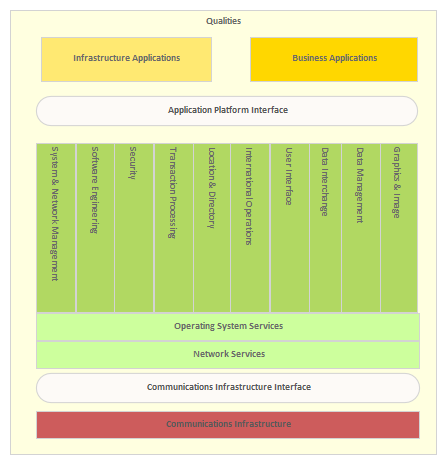 Qualities
Infrastructure Applications
Business Applications
Application Platform Interface
System & Network Management
Software Engineering
Security
Transaction Processing
Location & Directory
International Operations
User Interface
Data Interchange
Data Management
Graphics & Image
Operating System Services
Network Services
Communications Infrastructure Interface
Communications Infrastructure